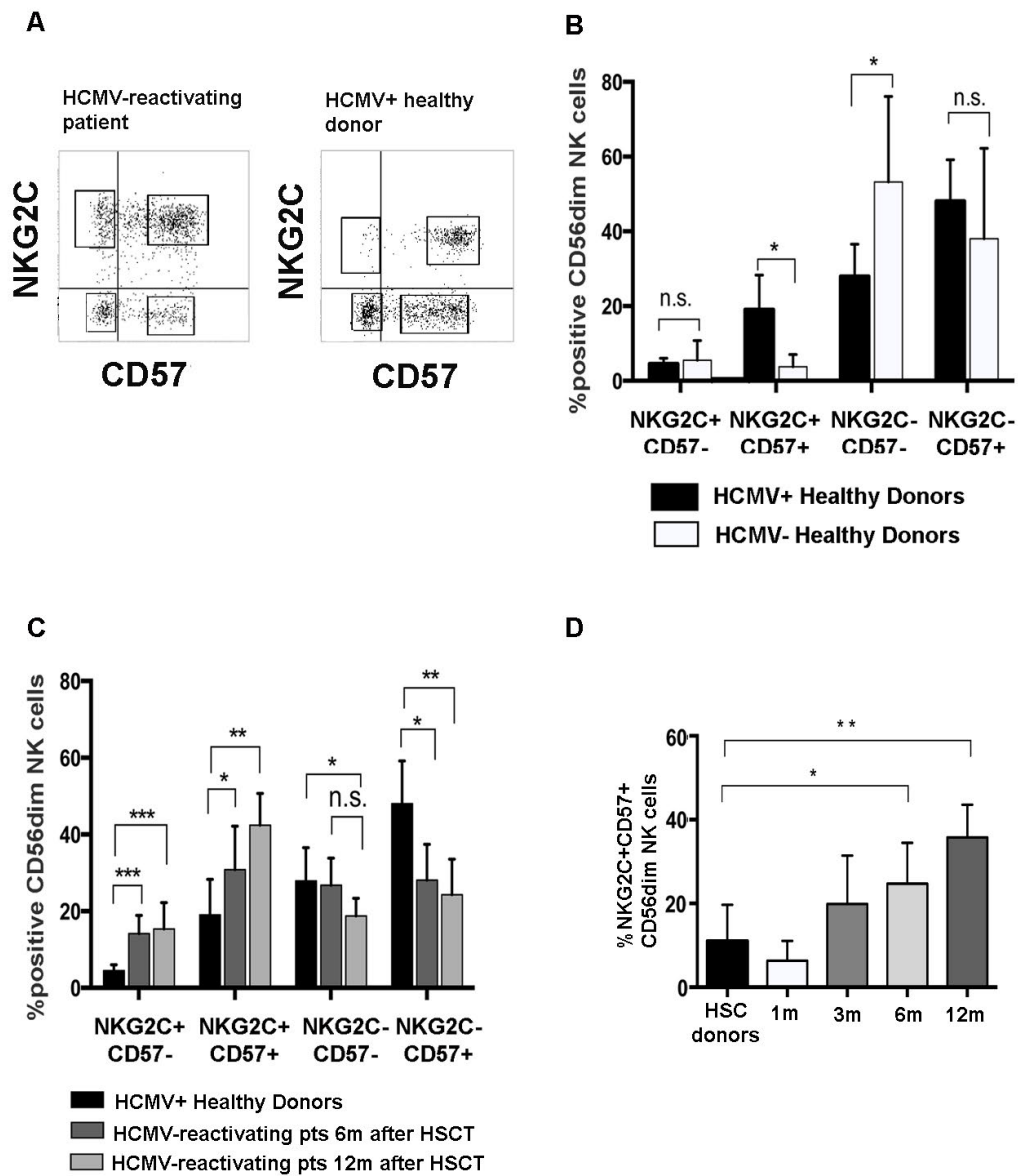 A
HCMV-reactivating
patient
HCMV+ healthy
donor
NKG2C
CD57
NKG2C
CD57
B
%positive CD56dim NK cells
80
60
40
20
0
n.s.
*
*
n.s.
NKG2C+
CD57-
NKG2C+
CD57+
NKG2C-
CD57-
NKG2C-
CD57+
HCMV+ Healthy Donors
HCMV- Healthy Donors
C
%positive CD56dim NK cells
80
60
40
20
0
***
***
**
*
*
n.s.
**
*
NKG2C+
CD57-
NKG2C+
CD57+
NKG2C-
CD57-
NKG2C-
CD57+
HCMV+ Healthy Donors
HCMV-reactivating pts 6m after HSCT
HCMV-reactivating pts 12m after HSCT
D
% NKG2C+CD57+
CD56dim NK cells
60
40
20
0
**
*
HSC
donors
1m
3m
6m
12m